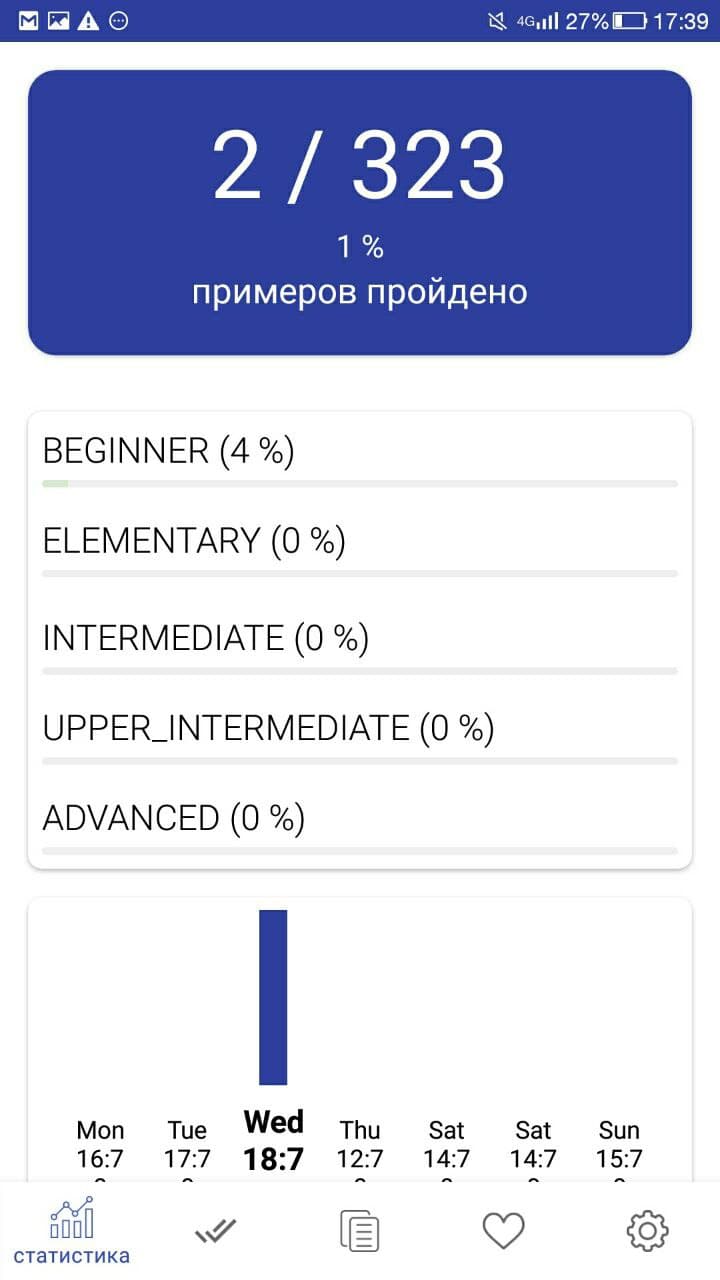 4G 27% 17:39
2 / 323
1 %
примеров пройдено
BEGINNER (4 %)
ELEMENTARY (0 %)
INTERMEDIATE (0 %)
UPPER_INTERMEDIATE (0 %)
ADVANCED (0 %)
Mon Tue Wed Thu Sat Sat Sun
16:7 17:7 18:7 12:7 14:7 14:7 15:7
статистика